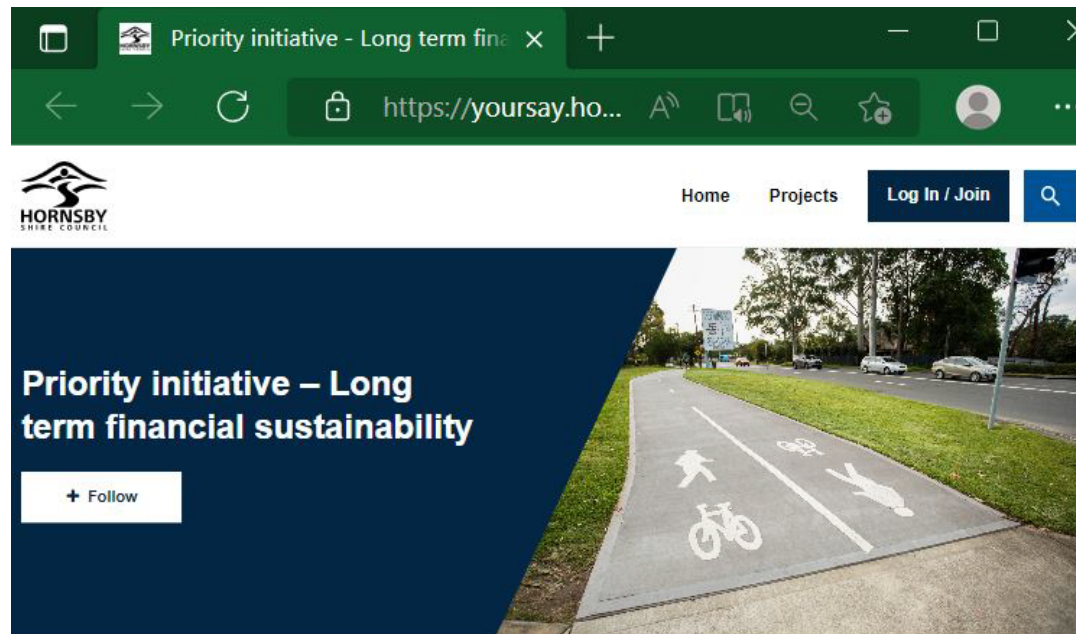 Priority initiative - Long term fina
https://yoursay.ho...
HORNSBY
SHIRE COUNCIL
Home
Projects
Log In / Join
Priority initiative – Long
term financial sustainability
+ Follow